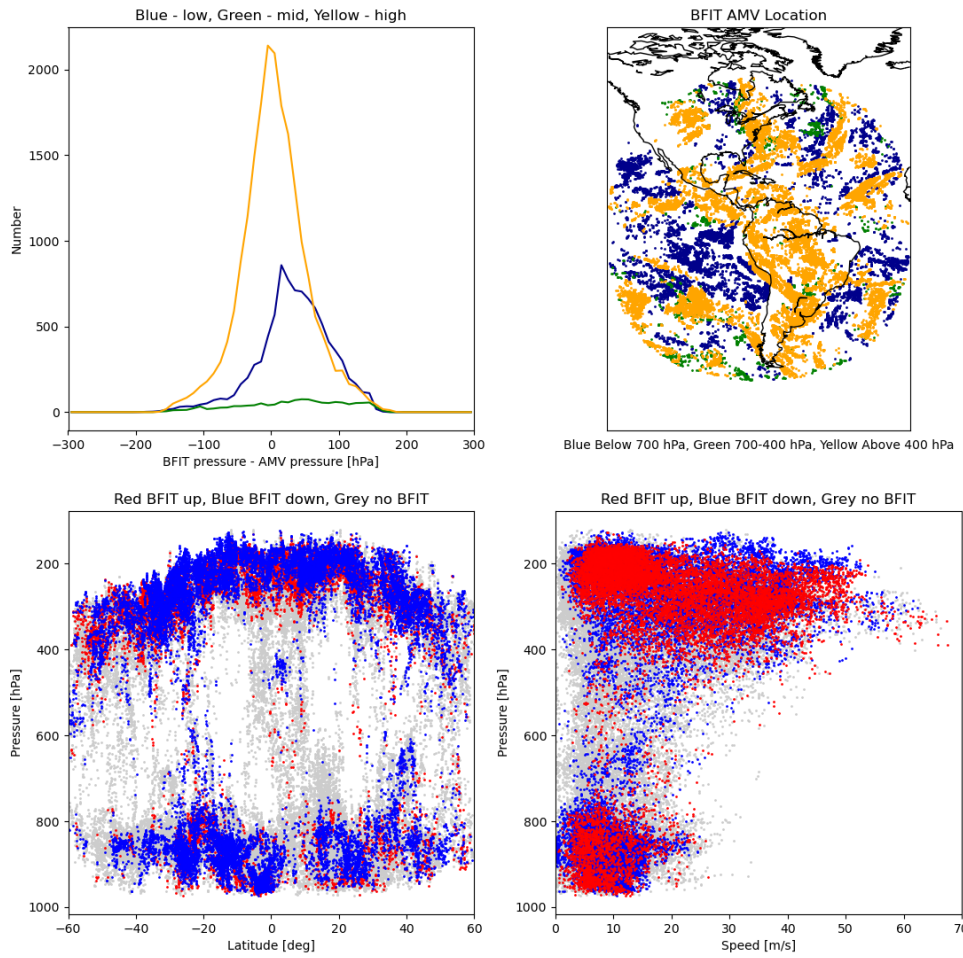 Blue - low, Green - mid, Yellow - high
2000
1500
1000
500
0
Number
−300 −200 −100 0 100 200 300
BFIT pressure - AMV pressure [hPa]
BFIT AMV Location
Blue Below 700 hPa, Green 700-400 hPa, Yellow Above 400 hPa
Red BFIT up, Blue BFIT down, Grey no BFIT
200
400
600
800
1000
Pressure [hPa]
−60 −40 −20 0 20 40 60
Latitude [deg]
Red BFIT up, Blue BFIT down, Grey no BFIT
200
400
600
800
1000
Pressure [hPa]
0 10 20 30 40 50 60 70
Speed [m/s]